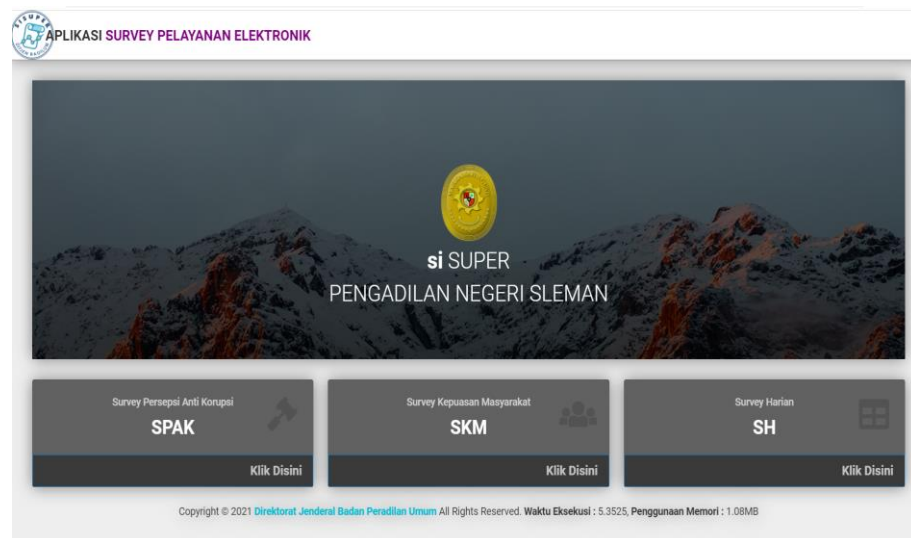 SISUPER
APLIKASI SURVEY PELAYANAN ELEKTRONIK
si SUPER
PENGADILAN NEGERI SLEMAN
Survey Persepsi Anti Korupsi
SPAK
Klik Disini
Survey Kepuasan Masyarakat
SKM
Klik Disini
Survey Harian
SH
Klik Disini
Copyright © 2021 Direktorat Jenderal Badan Peradilan Umum All Rights Reserved. Waktu Eksekusi : 5.3525, Penggunaan Memori : 1.08MB